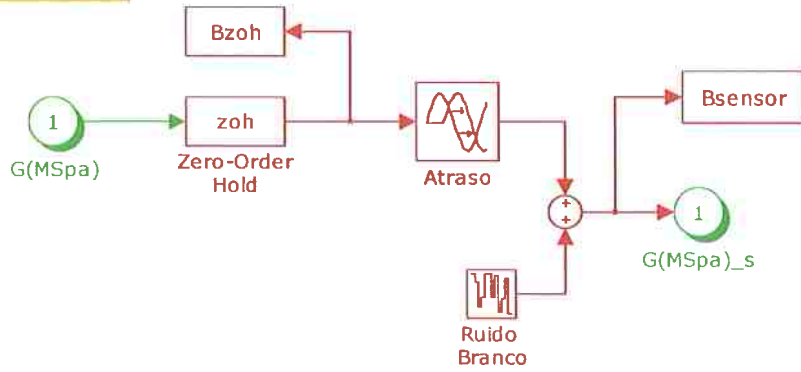 Bzoh
1
G(MSpa)
zoh
Zero-Order
Hold
Atraso
+
+
Bsensor
1
G(MSpa)_s
Ruido
Branco